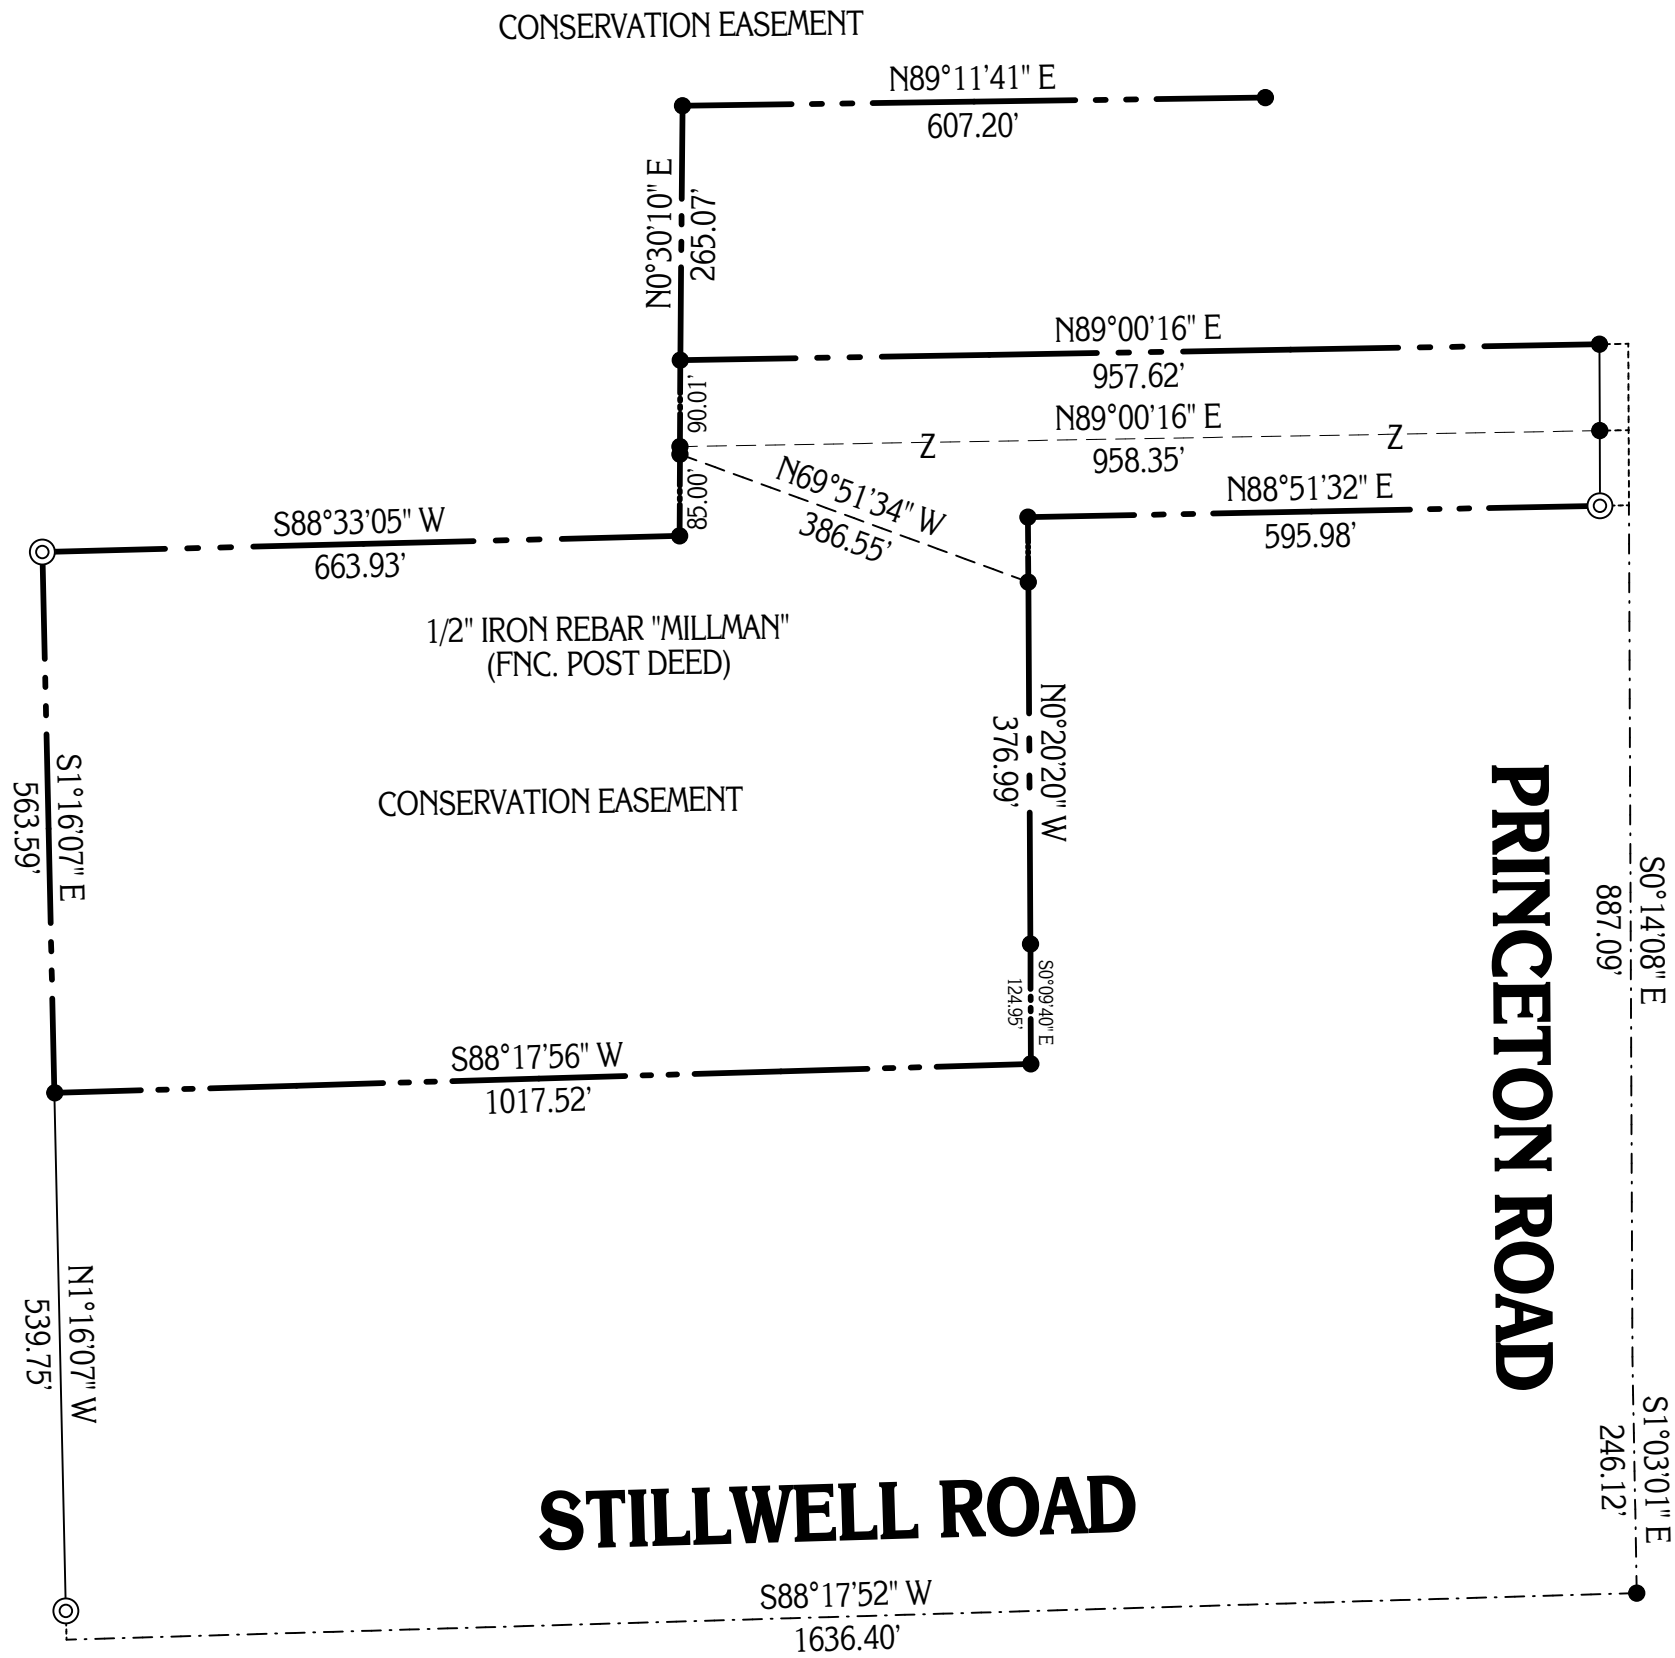 CONSERVATION EASEMENT
N89°11'41" E
607.20'
N0°30'10" E
265.07'
N89°00'16" E
957.62'
90.01'
N89°00'16" E
Z
Z
958.35'
N69°51'34" W
386.55'
85.00'
N88°51'32" E
595.98'
S88°33'05" W
663.93'
1/2" IRON REBAR "MILLMAN"
(FNC. POST DEED)
N0°20'20" W
376.99'
S1°16'07" E
563.59'
CONSERVATION EASEMENT
PRINCETON ROAD
S0°14'08" E
887.09'
S0°09'40" E
124.95'
S88°17'56" W
1017.52'
N1°16'07" W
539.75'
S1°03'01" E
246.12'
STILLWELL ROAD
S88°17'52" W
1636.40'